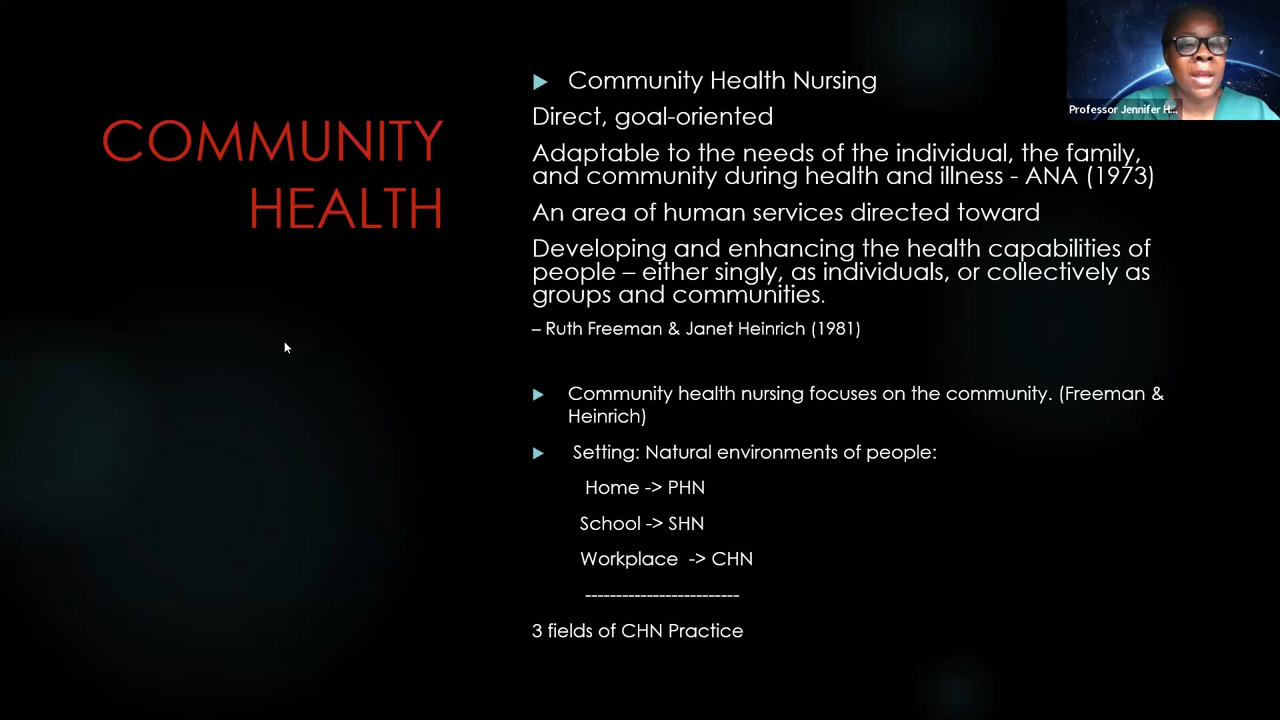 COMMUNITY
HEALTH
Community Health Nursing
Direct, goal-oriented
Adaptable to the needs of the individual, the family,
and community during health and illness - ANA (1973)
An area of human services directed toward
Developing and enhancing the health capabilities of
people – either singly, as individuals, or collectively as
groups and communities.
– Ruth Freeman & Janet Heinrich (1981)
Community health nursing focuses on the community. (Freeman &
Heinrich)
Setting: Natural environments of people:
Home -> PHN
School -> SHN
Workplace -> CHN
-------------------------
3 fields of CHN Practice
Professor Jennifer H...